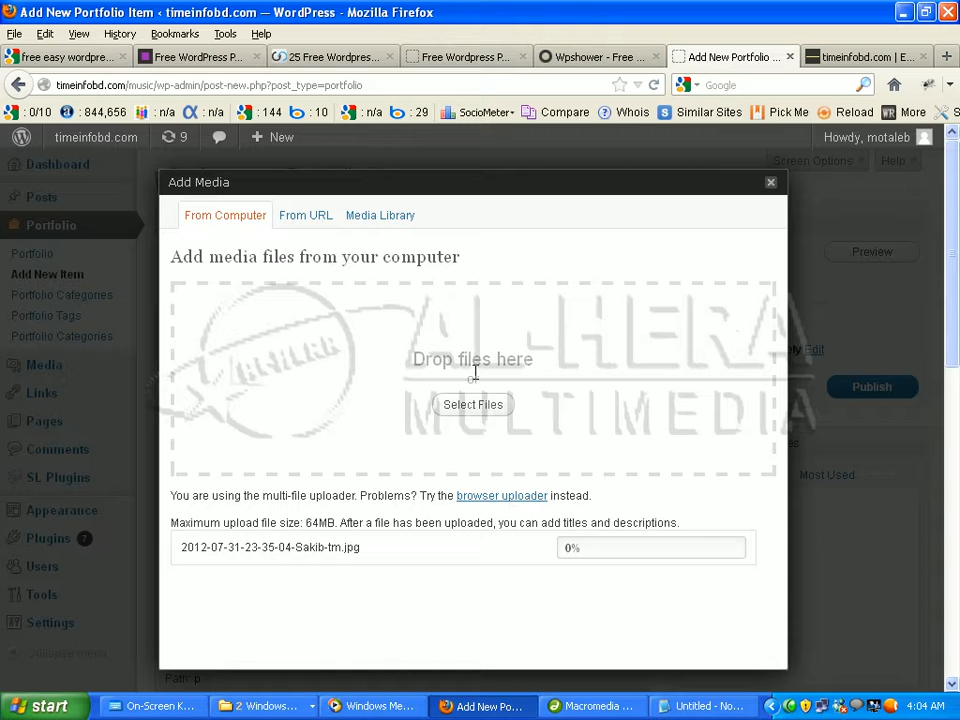 Add New Portfolio Item ‹ timeinfobd.com — WordPress - Mozilla Firefox
File Edit View History Bookmarks Tools Help
free easy wordpre... Free WordPress P... 25 Free Wordpres... Free Wordpress P... Wpshower - Free ... Add New Portfolio ... timeinfobd.com | E...
timeinfobd.com/music/wp-admin/post-new.php?post_type=portfolio Google
: 0/10 : 844,656 : n/a : n/a b : 10 : n/a b : 29 SocioMeter Compare Whois Similar Sites Pick Me Reload WR More
timeinfobd.com 9 + New Howdy, motaleb
Dashboard Screen Options Help
Add Media
Posts
From Computer From URL Media Library
Portfolio
Portfolio Preview
Add media files from your computer
Add New Item
Portfolio Categories
Portfolio Tags
Portfolio Categories
AL-HERA
MULTIMEDIA
Edit
Drop files here
Media
Publish
Links
Select Files
Pages
Comments
Most Used
SL Plugins
You are using the multi-file uploader. Problems? Try the browser uploader instead.
Appearance
Maximum upload file size: 64MB. After a file has been uploaded, you can add titles and descriptions.
Plugins 7
2012-07-31-23-35-04-Sakib-tm.jpg 0%
Users
Tools
Settings
Collapse menu
Path: p
start On-Screen K... 2 Windows... Windows Me... Add New Po... Macromedia ... Untitled - No... 4:04 AM